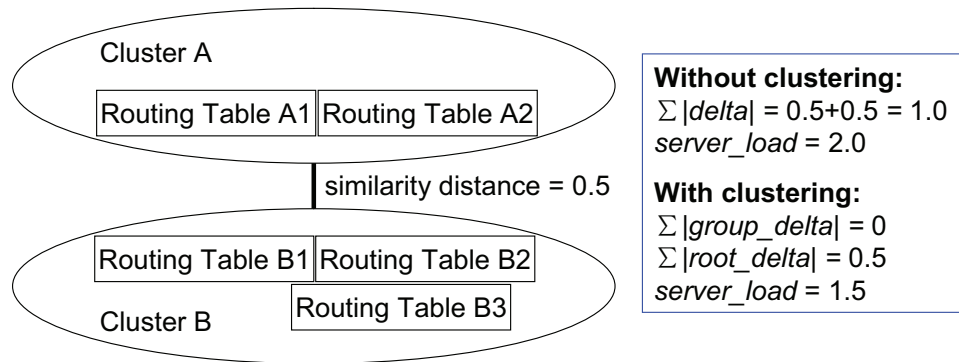 Cluster A
Routing Table A1
Routing Table A2
similarity distance = 0.5
Routing Table B1
Routing Table B2
Routing Table B3
Cluster B
Without clustering:
∑|delta| = 0.5+0.5 = 1.0
server_load = 2.0
With clustering:
∑|group_delta| = 0
∑|root_delta| = 0.5
server_load = 1.5